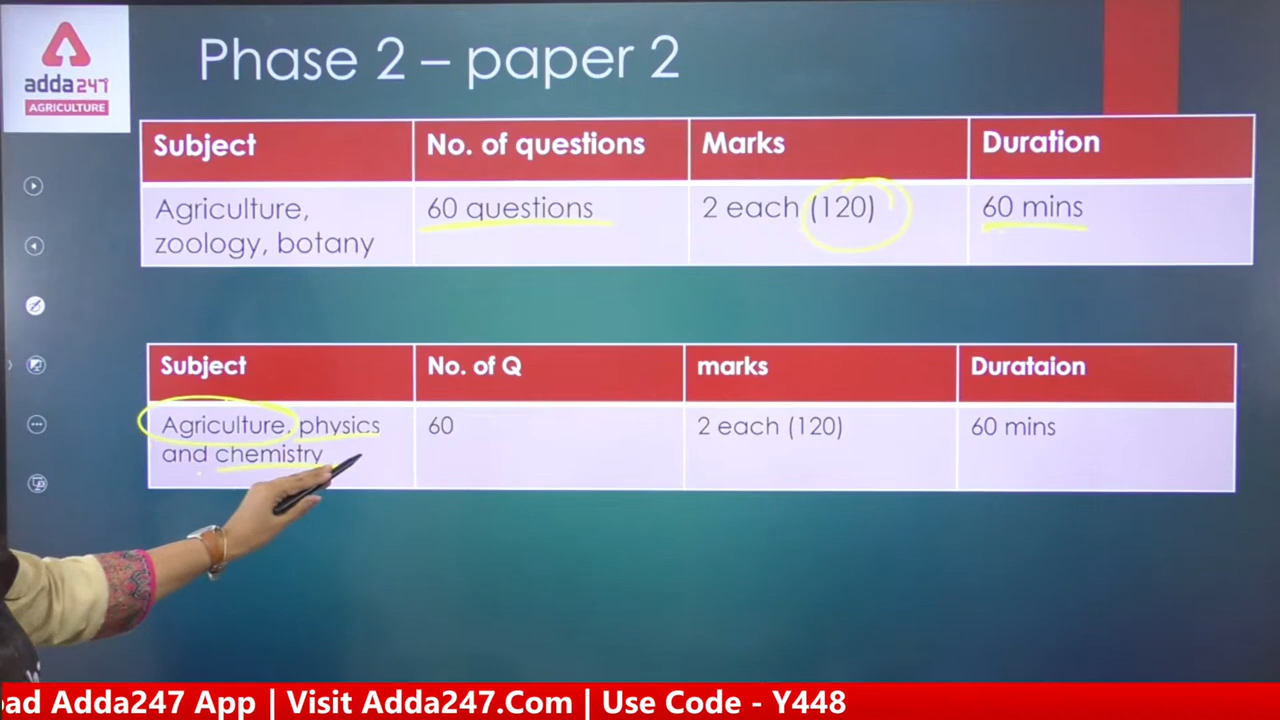 adda247
AGRICULTURE
Phase 2 – paper 2
Subject No. of questions Marks Duration
Agriculture, 60 questions 2 each (120) 60 mins
zoology, botany
Subject No. of Q marks Durataion
Agriculture, physics 60 2 each (120) 60 mins
and chemistry
Adda247 App | Visit Adda247.Com | Use Code - Y448